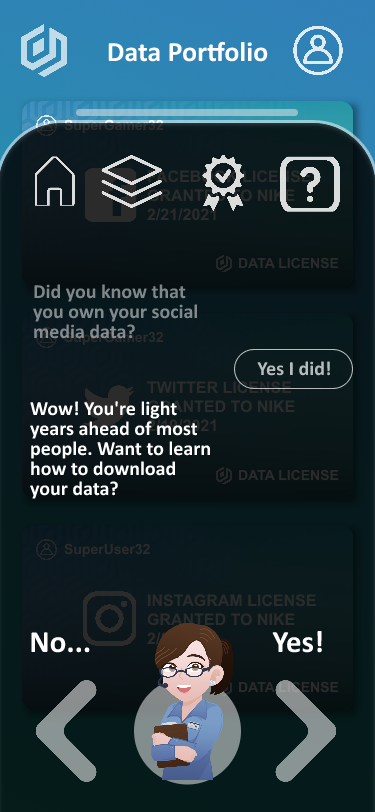 Data Portfolio
SuperGamer32
FACEBOOK LICENSE
GRANTED TO NIKE
2/21/2021
DATA LICENSE
Did you know that
you own your social
media data?
SuperGamer32
Yes I did!
TWITTER LICENSE
GRANTED TO NIKE
Wow! You're light
years ahead of most
people. Want to learn
how to download
your data?
DATA LICENSE
SuperUser32
INSTAGRAM LICENSE
GRANTED TO NIKE
No...
Yes!
DATA LICENSE